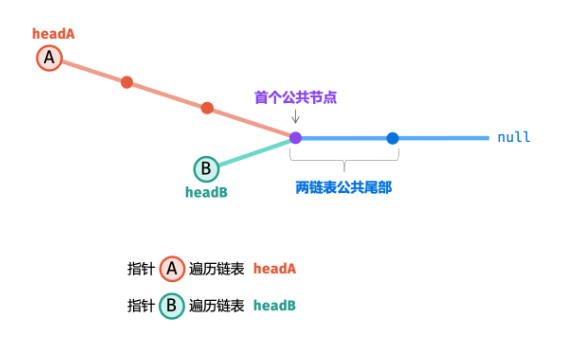 headA
A
首个公共节点
null
B
headB
两链表公共尾部
指针 A 遍历链表 headA
指针 B 遍历链表 headB